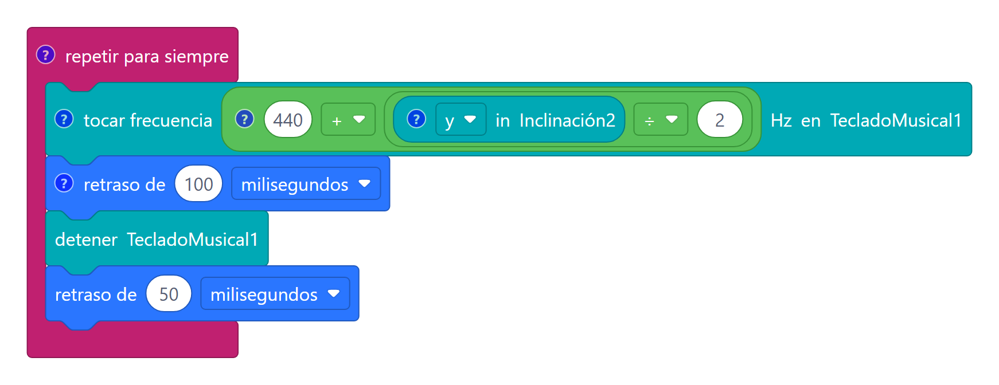 ? repetir para siempre
? tocar frecuencia ? 440 + ? y in Inclinación2 ÷ 2 Hz en TecladoMusical1
? retraso de 100 milisegundos
detener TecladoMusical1
retraso de 50 milisegundos